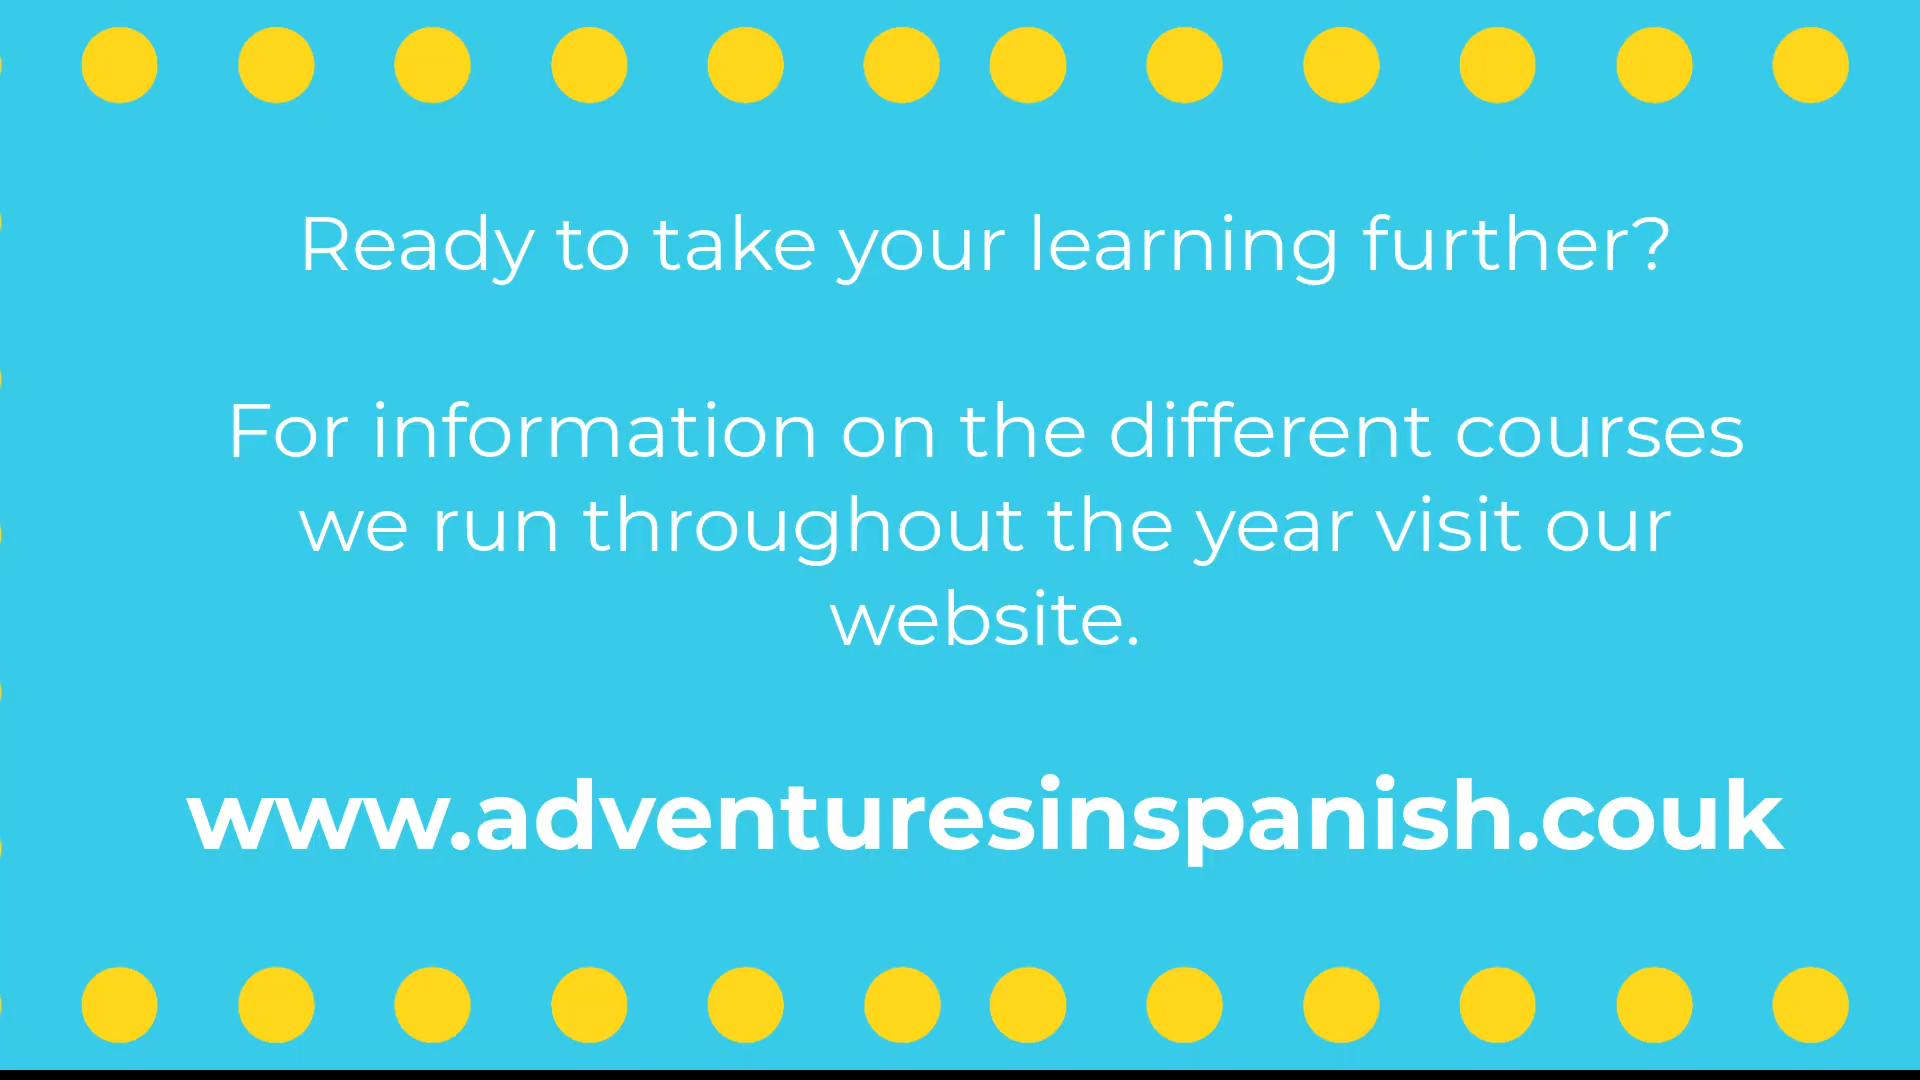 Ready to take your learning further?
For information on the different courses
we run throughout the year visit our
website.
www.adventuresinspanish.couk